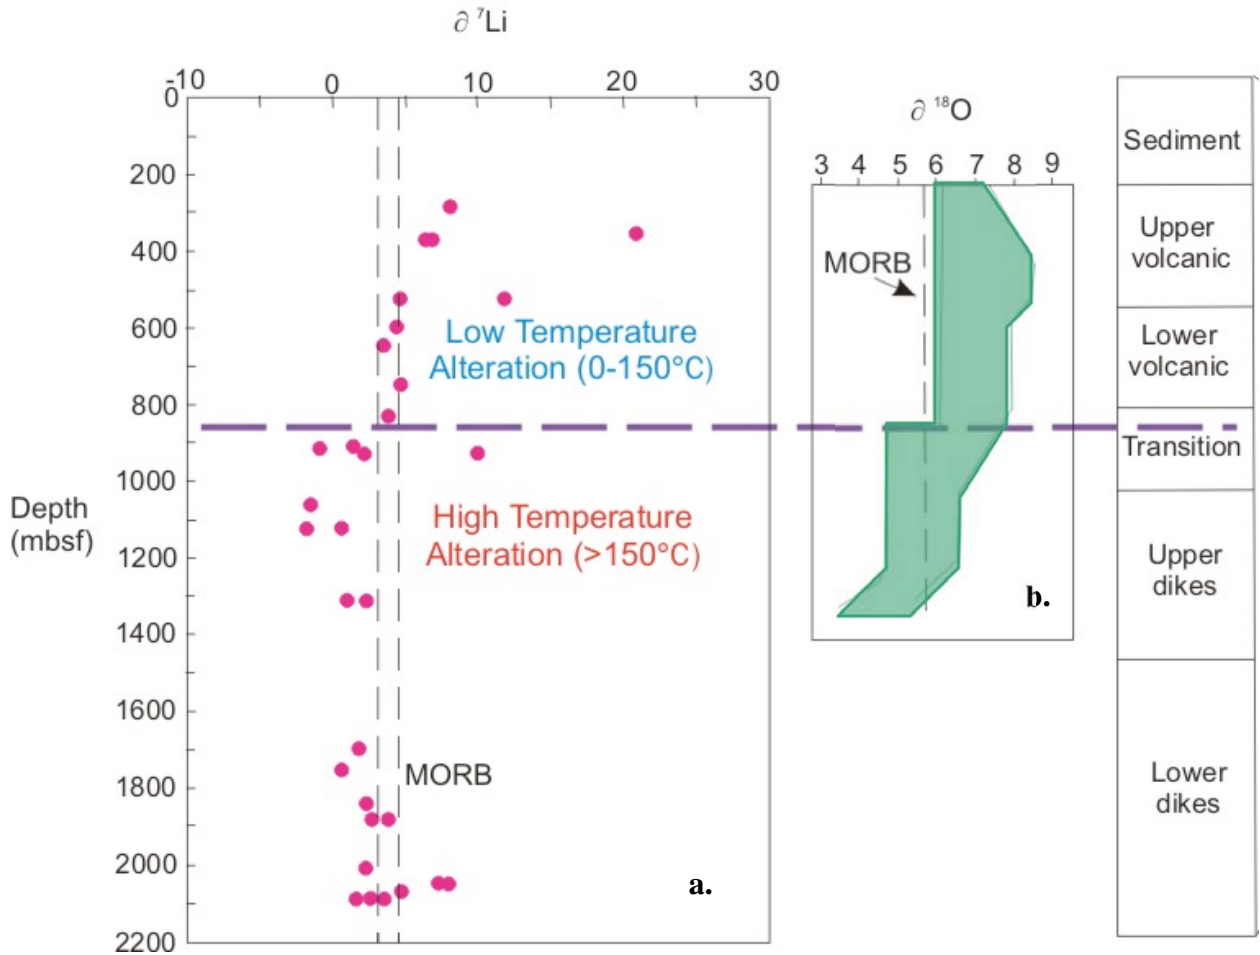 ∂ ⁷Li
-10 0 10 20 30
0
200
400
600
800
1000
1200
1400
1600
1800
2000
2200
Depth
(mbsf)
Low Temperature
Alteration (0-150°C)
High Temperature
Alteration (>150°C)
MORB
a.
∂ ¹⁸O
3 4 5 6 7 8 9
MORB
b.
Sediment
Upper
volcanic
Lower
volcanic
Transition
Upper
dikes
Lower
dikes